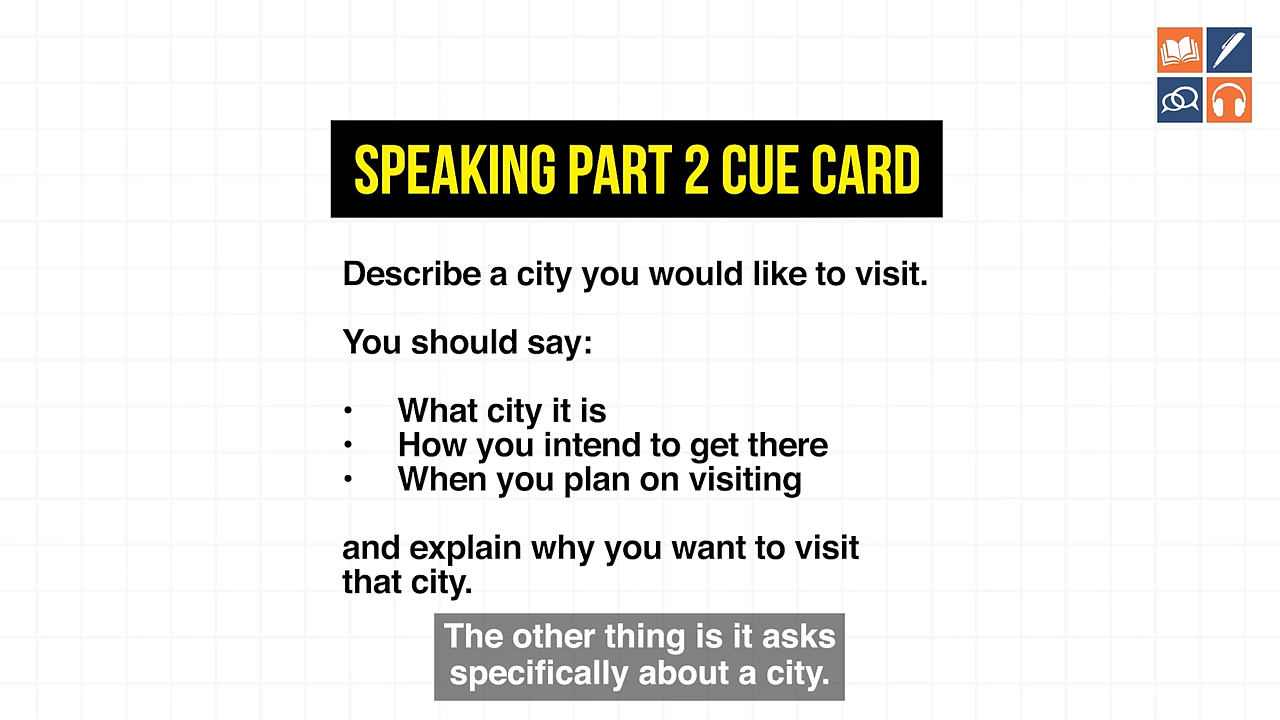 SPEAKING PART 2 CUE CARD
Describe a city you would like to visit.
You should say:
• What city it is
• How you intend to get there
• When you plan on visiting
and explain why you want to visit
that city.
The other thing is it asks
specifically about a city.